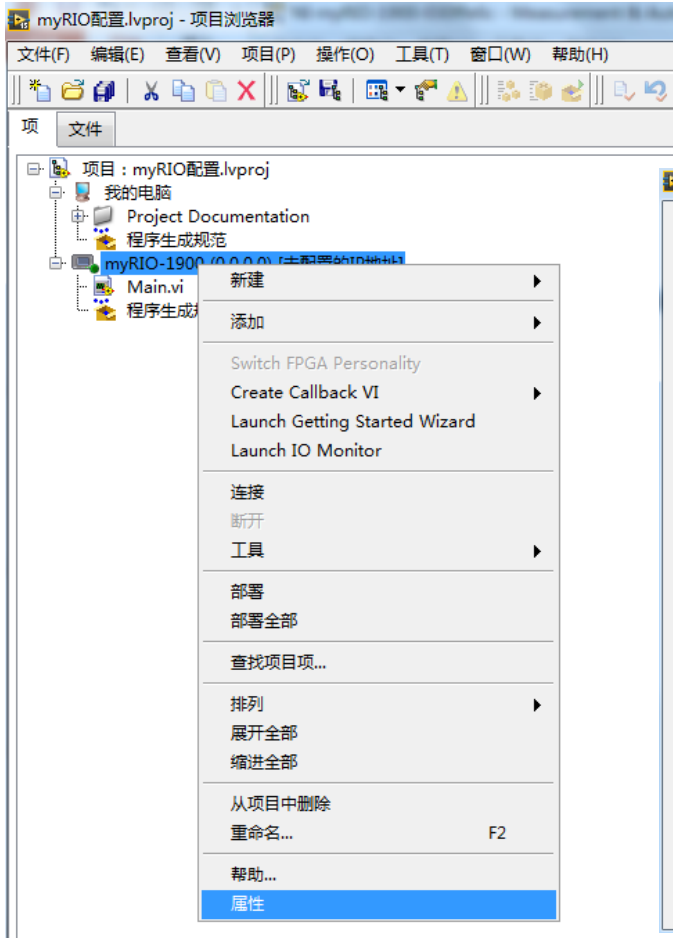 myRIO配置.lvproj - 项目浏览器
文件(F) 编辑(E) 查看(V) 项目(P) 操作(O) 工具(T) 窗口(W) 帮助(H)
项 文件
项目：myRIO配置.lvproj
我的电脑
Project Documentation
程序生成规范
myRIO-1900 (0.0.0.0) [未配置的IP地址]
Main.vi
程序生成
新建
添加
Switch FPGA Personality
Create Callback VI
Launch Getting Started Wizard
Launch IO Monitor
连接
断开
工具
部署
部署全部
查找项目项...
排列
展开全部
缩进全部
从项目中删除
重命名... F2
帮助...
属性